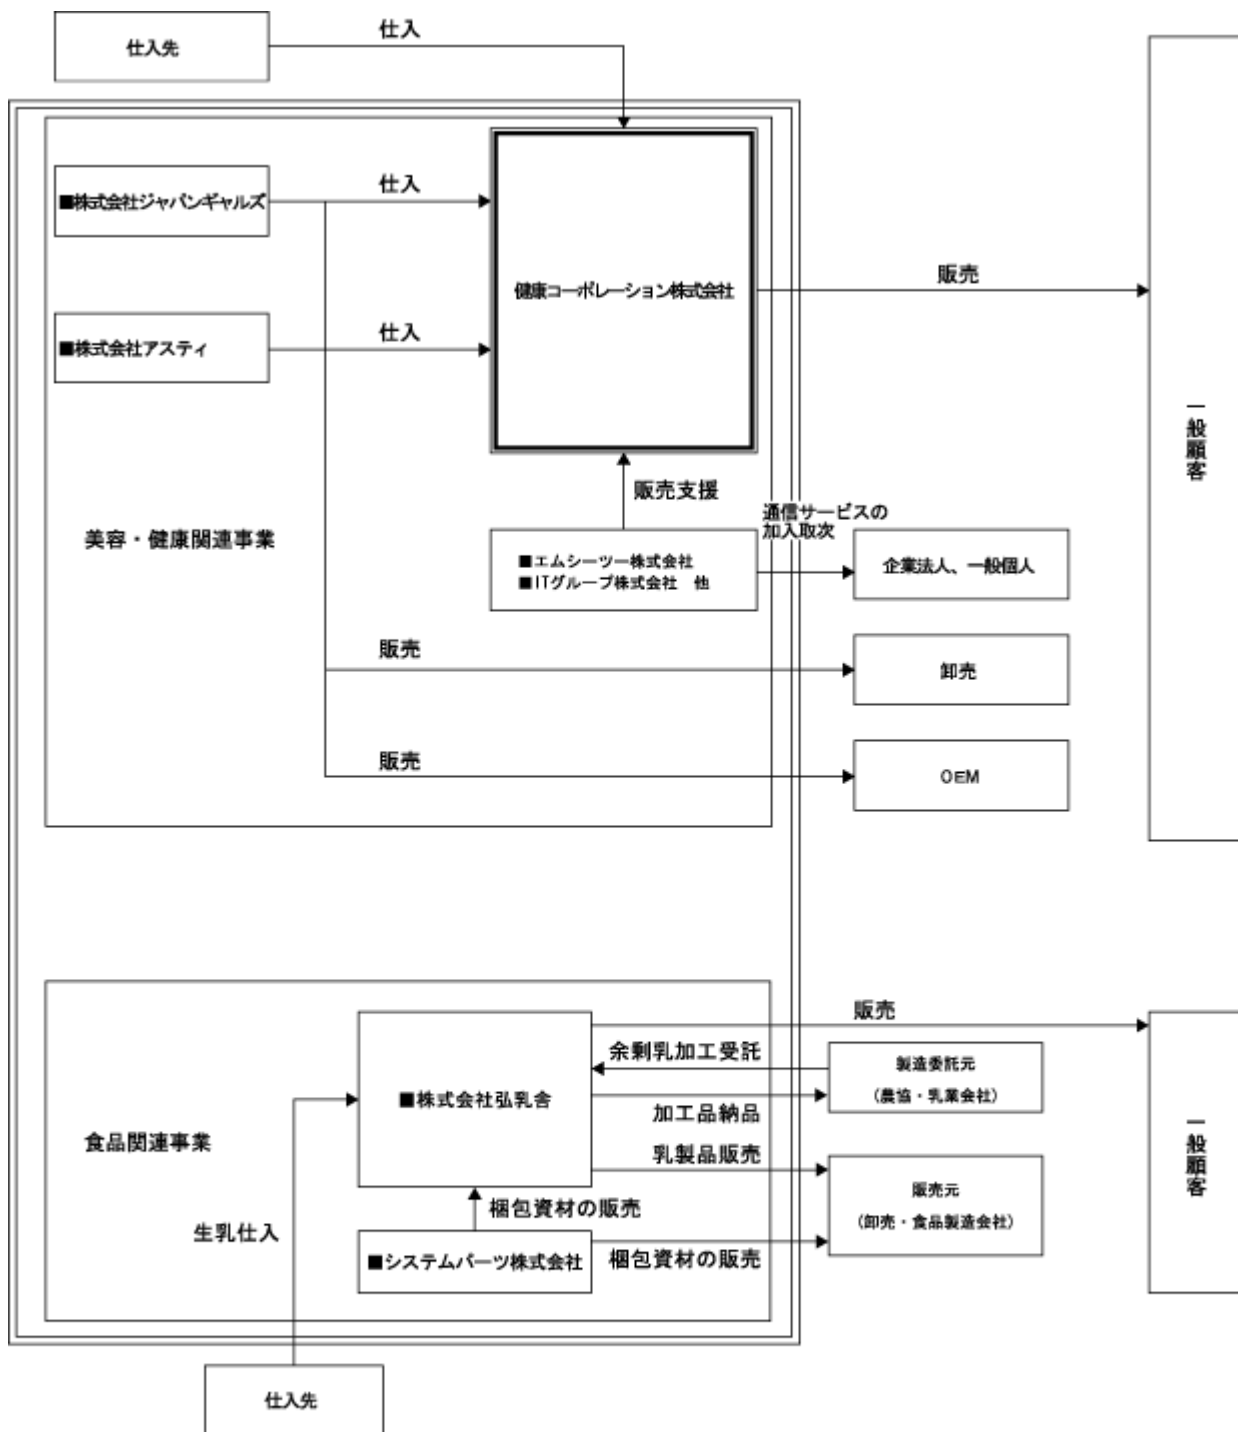 仕入先
仕入
■株式会社ジャパンギャルズ
仕入
健康コーポレーション株式会社
販売
■株式会社アスティ
仕入
一般顧客
販売支援
美容・健康関連事業
通信サービスの
加入取次
■エムシーツー株式会社
■ITグループ株式会社 他
企業法人、一般個人
販売
卸売
販売
OEM
販売
余剰乳加工受託
製造委託元
(農協・乳業会社)
■株式会社弘乳舎
加工品納品
食品関連事業
乳製品販売
一般顧客
販売元
(卸売・食品製造会社)
梱包資材の販売
生乳仕入
■システムパーツ株式会社
梱包資材の販売
仕入先